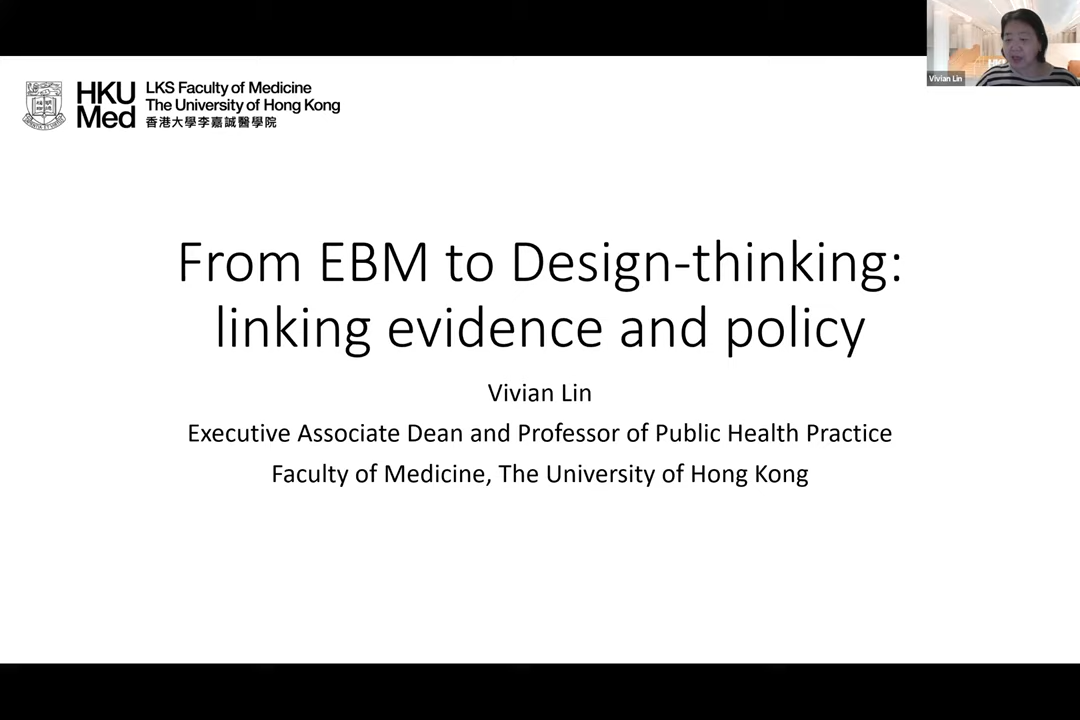 HKU
Med
LKS Faculty of Medicine
The University of Hong Kong
香港大學李嘉誠醫學院
Vivian Lin
From EBM to Design-thinking:
linking evidence and policy
Vivian Lin
Executive Associate Dean and Professor of Public Health Practice
Faculty of Medicine, The University of Hong Kong